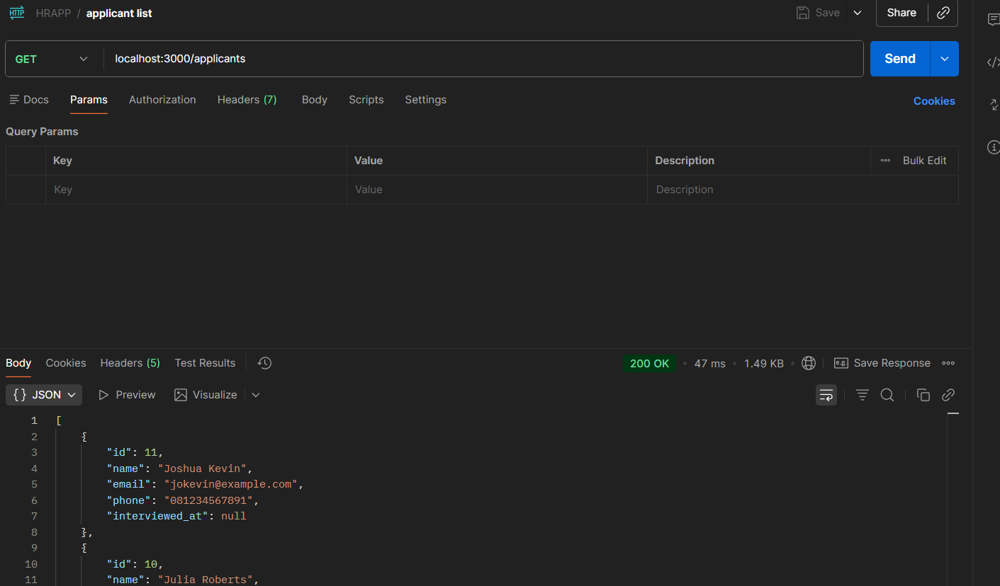 HTTP HRAPP / applicant list Save Share
GET localhost:3000/applicants Send
Docs Params Authorization Headers (7) Body Scripts Settings Cookies
Query Params
Key Value Description Bulk Edit
Key Value Description
Body Cookies Headers (5) Test Results 200 OK • 47 ms • 1.49 KB • e.g. Save Response
{} JSON Preview Visualize
1 [
2 {
3 "id": 11,
4 "name": "Joshua Kevin",
5 "email": "jokevin@example.com",
6 "phone": "081234567891",
7 "interviewed_at": null
8 },
9 {
10 "id": 10,
11 "name": "Julia Roberts",